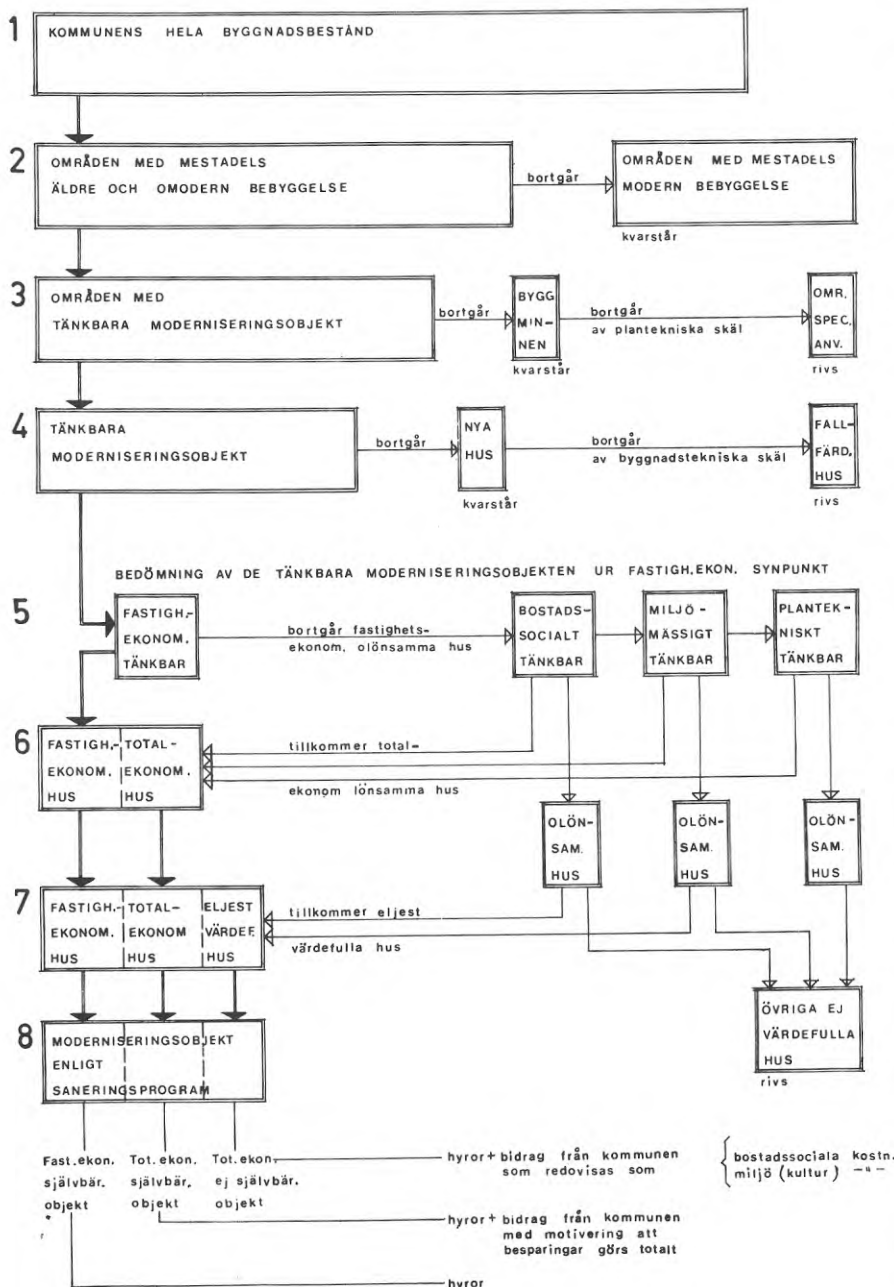 1
KOMMUNENS HELA BYGGNADSBESTÅND
2
OMRÅDEN MED MESTADELS
ÄLDRE OCH OMODERN BEBYGGELSE
bortgår
OMRÅDEN MED MESTADELS
MODERN BEBYGGELSE
kvarstår
3
OMRÅDEN MED
TÄNKBARA MODERNISERINGSOBJEKT
bortgår
BYGG
MIN-
NEN
kvarstår
bortgår
av plantekniska skäl
OMR.
SPEC.
ANV.
rivs
4
TÄNKBARA
MODERNISERINGSOBJEKT
bortgår
NYA
HUS
kvarstår
bortgår
av byggnadstekniska skäl
FALL-
FÄRD.
HUS
rivs
BEDÖMNING AV DE TÄNKBARA MODERNISERINGSOBJEKTEN UR FASTIGH.EKON. SYNPUNKT
5
FASTIGH.-
EKONOM.
TÄNKBAR
bortgår fastighets-
ekonom. olönsamma hus
BOSTADS-
SOCIALT
TÄNKBAR
MILJÖ-
MÄSSIGT
TÄNKBAR
PLANTEK-
NISKT
TÄNKBAR
6
FASTIGH.-
EKONOM.
HUS
TOTAL-
EKONOM.
HUS
tillkommer total-
ekonom lönsamma hus
OLÖN-
SAM.
HUS
OLÖN-
SAM.
HUS
OLÖN-
SAM.
HUS
7
FASTIGH.-
EKONOM.
HUS
TOTAL-
EKONOM
HUS
ELJEST
VÄRDEF.
HUS
tillkommer eljest
värdefulla hus
ÖVRIGA EJ
VÄRDEFULLA
HUS
rivs
8
MODERNISERINGSOBJEKT
ENLIGT
SANERINGSPROGRAM
Fast.ekon.
självbär.
objekt
Tot.ekon.
självbär.
objekt
Tot.ekon.
ej självbär.
objekt
hyror + bidrag från kommunen
som redovisas som
bostadssociala kostn.
miljö (kultur) –"–
hyror + bidrag från kommunen
med motivering att
besparingar görs totalt
hyror